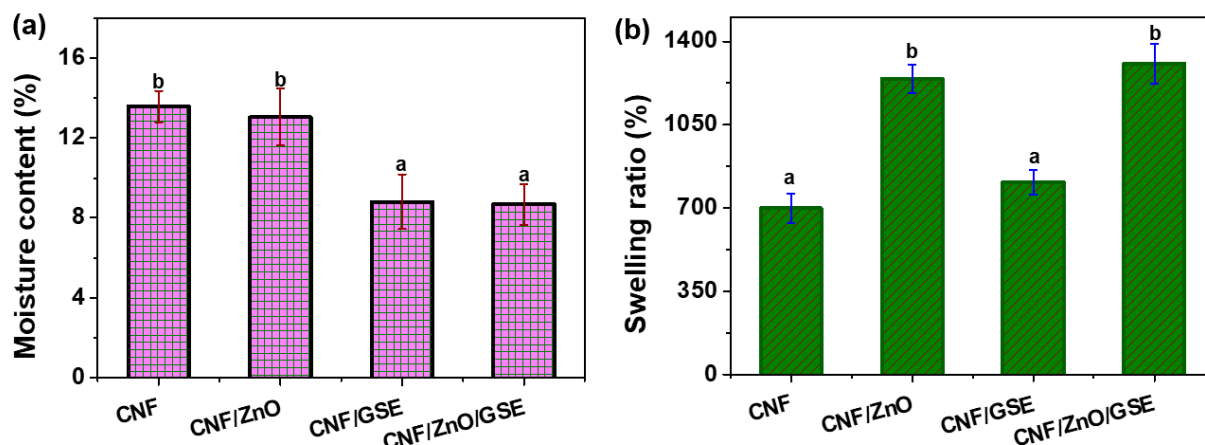 (a)
Moisture content (%)
16
12
8
4
0
b
b
a
a
CNF
CNF/ZnO
CNF/GSE
CNF/ZnO/GSE
(b)
Swelling ratio (%)
1400
1050
700
350
0
a
b
a
b
CNF
CNF/ZnO
CNF/GSE
CNF/ZnO/GSE